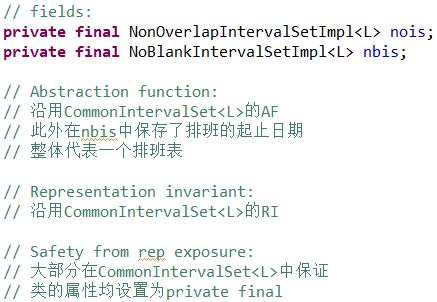 // fields:
private final NonOverlapIntervalSetImpl<L> nois;
private final NoBlankIntervalSetImpl<L> nbis;
// Abstraction function:
// 沿用CommonIntervalSet<L>的AF
// 此外在nbis中保存了排班的起止日期
// 整体代表一个排班表
// Representation invariant:
// 沿用CommonIntervalSet<L>的RI
// Safety from rep exposure:
// 大部分在CommonIntervalSet<L>中保证
// 类的属性均设置为private final